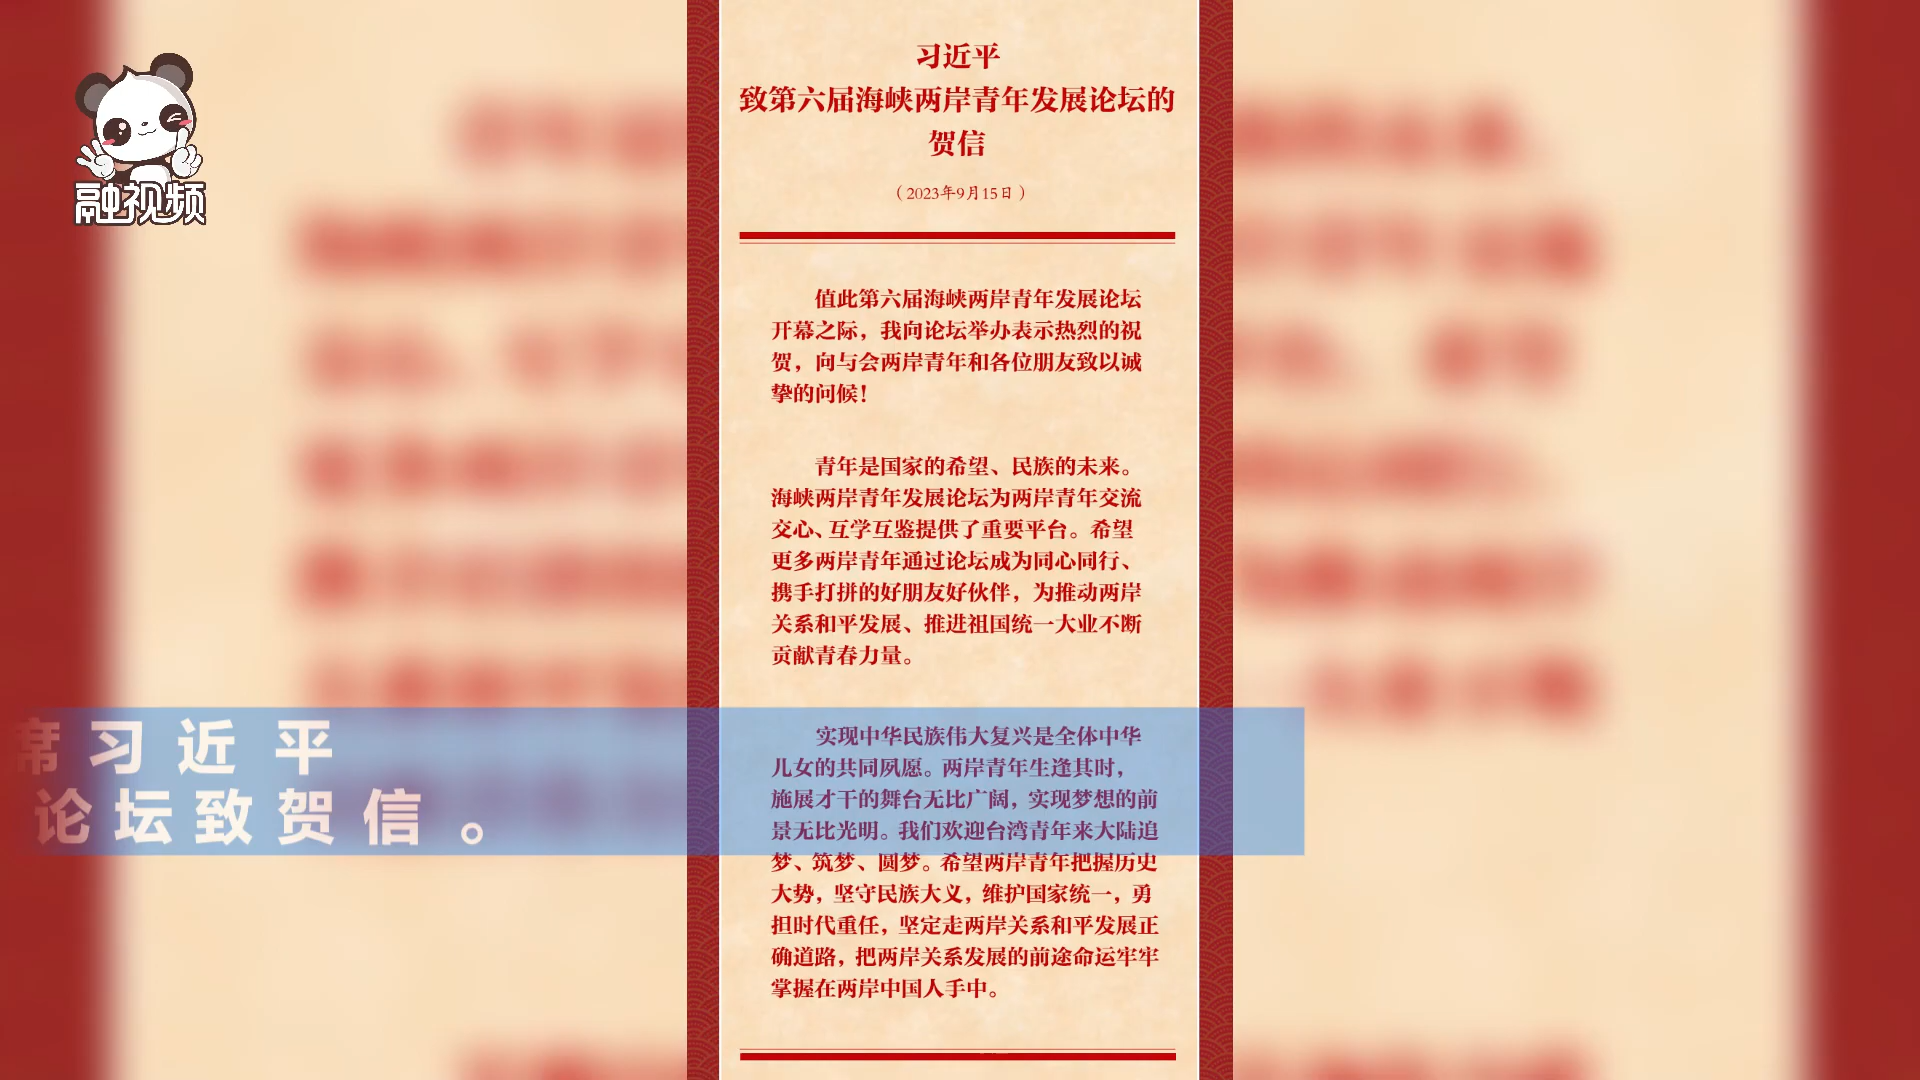 融视频
习近平
致第六届海峡两岸青年发展论坛的
贺信
（2023年9月15日）
值此第六届海峡两岸青年发展论坛
开幕之际，我向论坛举办表示热烈的祝
贺，向与会两岸青年和各位朋友致以诚
挚的问候！
青年是国家的希望、民族的未来。
海峡两岸青年发展论坛为两岸青年交流
交心、互学互鉴提供了重要平台。希望
更多两岸青年通过论坛成为同心同行、
携手打拼的好朋友好伙伴，为推动两岸
关系和平发展、推进祖国统一大业不断
贡献青春力量。
实现中华民族伟大复兴是全体中华
儿女的共同夙愿。两岸青年生逢其时，
施展才干的舞台无比广阔，实现梦想的前
景无比光明。我们欢迎台湾青年来大陆追
梦、筑梦、圆梦。希望两岸青年把握历史
大势，坚守民族大义，维护国家统一，勇
担时代重任，坚定走两岸关系和平发展正
确道路，把两岸关系发展的前途命运牢牢
掌握在两岸中国人手中。
席习近平
论坛致贺信。